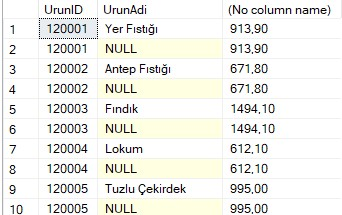 UrunID UrunAdi (No column name)
1 120001 Yer Fıstığı 913,90
2 120001 NULL 913,90
3 120002 Antep Fıstığı 671,80
4 120002 NULL 671,80
5 120003 Fındık 1494,10
6 120003 NULL 1494,10
7 120004 Lokum 612,10
8 120004 NULL 612,10
9 120005 Tuzlu Çekirdek 995,00
10 120005 NULL 995,00